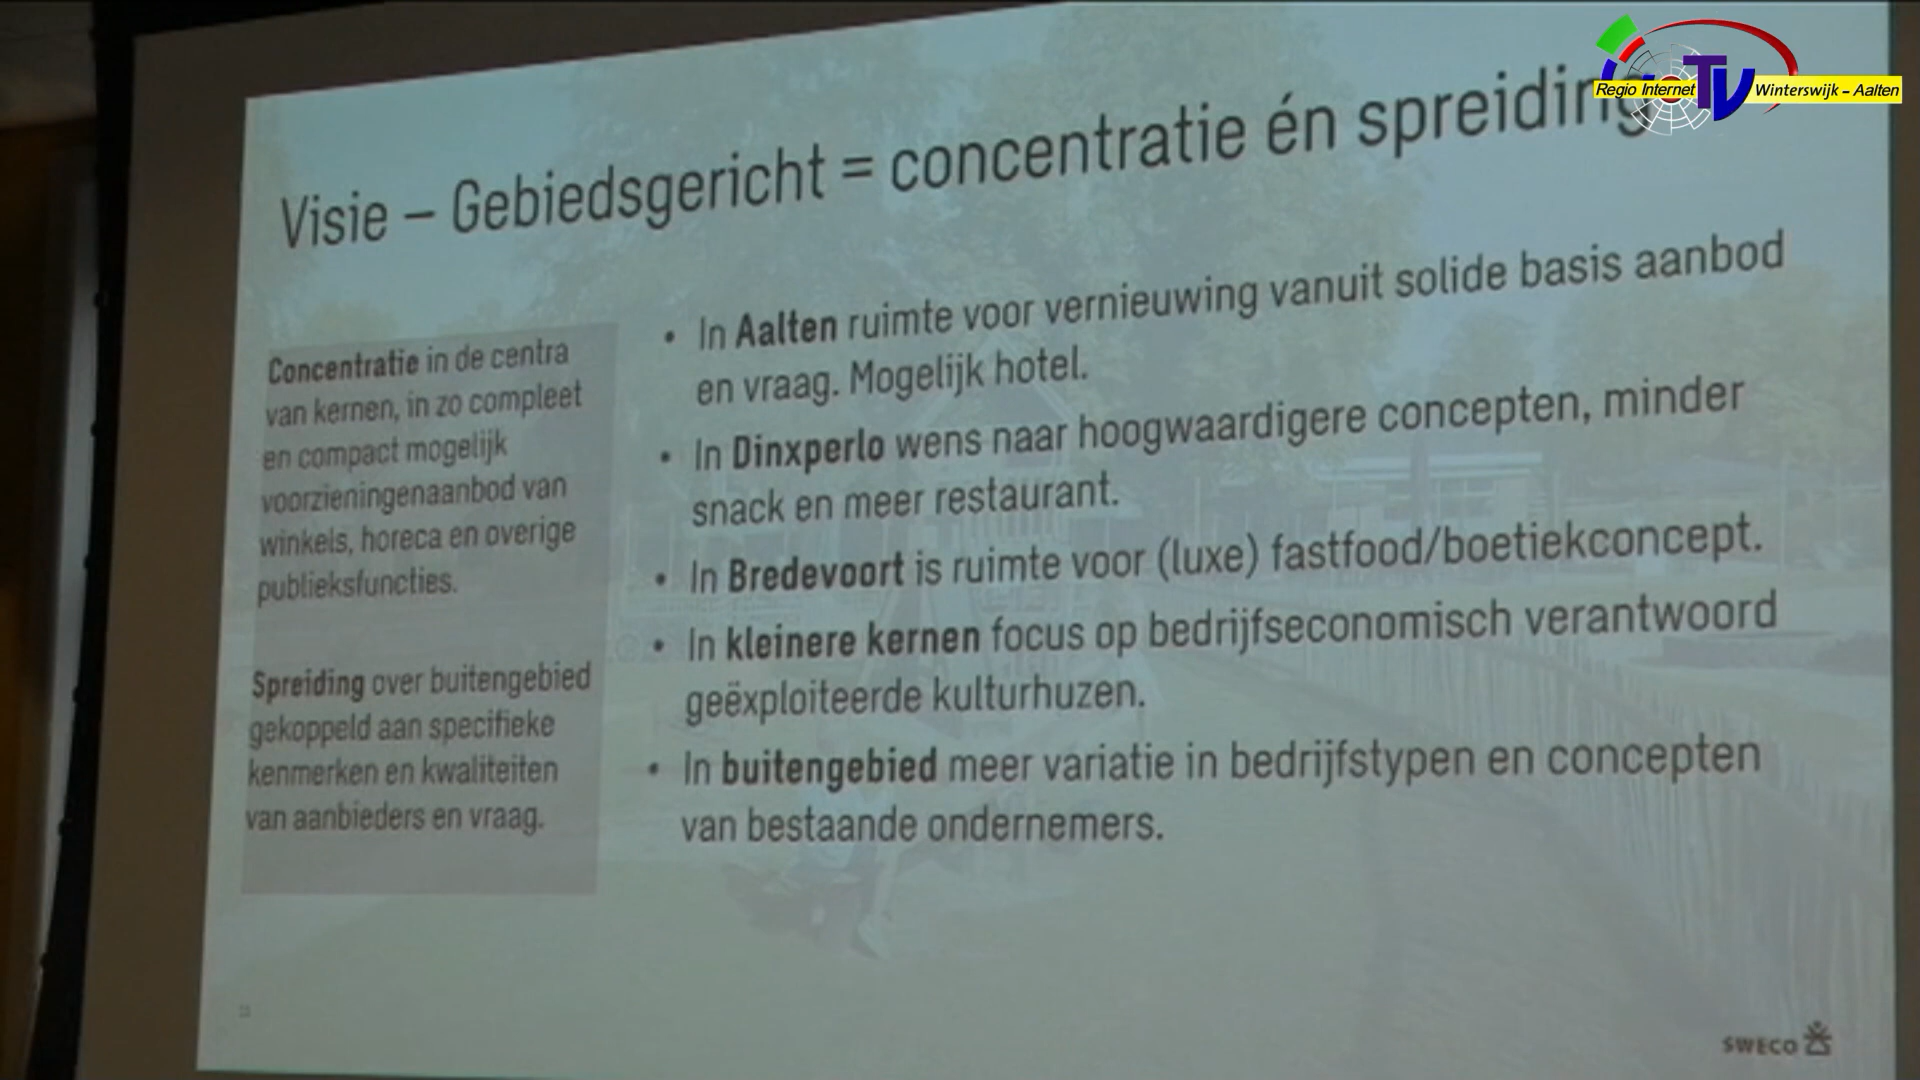 Regio Internet TV Winterswijk - Aalten
Visie – Gebiedsgericht = concentratie én spreiding
Concentratie in de centra
van kernen, in zo compleet
en compact mogelijk
voorzieningenaanbod van
winkels, horeca en overige
publieksfuncties.
Spreiding over buitengebied
gekoppeld aan specifieke
kenmerken en kwaliteiten
van aanbieders en vraag.
• In Aalten ruimte voor vernieuwing vanuit solide basis aanbod
en vraag. Mogelijk hotel.
• In Dinxperlo wens naar hoogwaardigere concepten, minder
snack en meer restaurant.
• In Bredevoort is ruimte voor (luxe) fastfood/boetiekconcept.
• In kleinere kernen focus op bedrijfseconomisch verantwoord
geëxploiteerde kulturhuzen.
• In buitengebied meer variatie in bedrijfstypen en concepten
van bestaande ondernemers.
SWECO